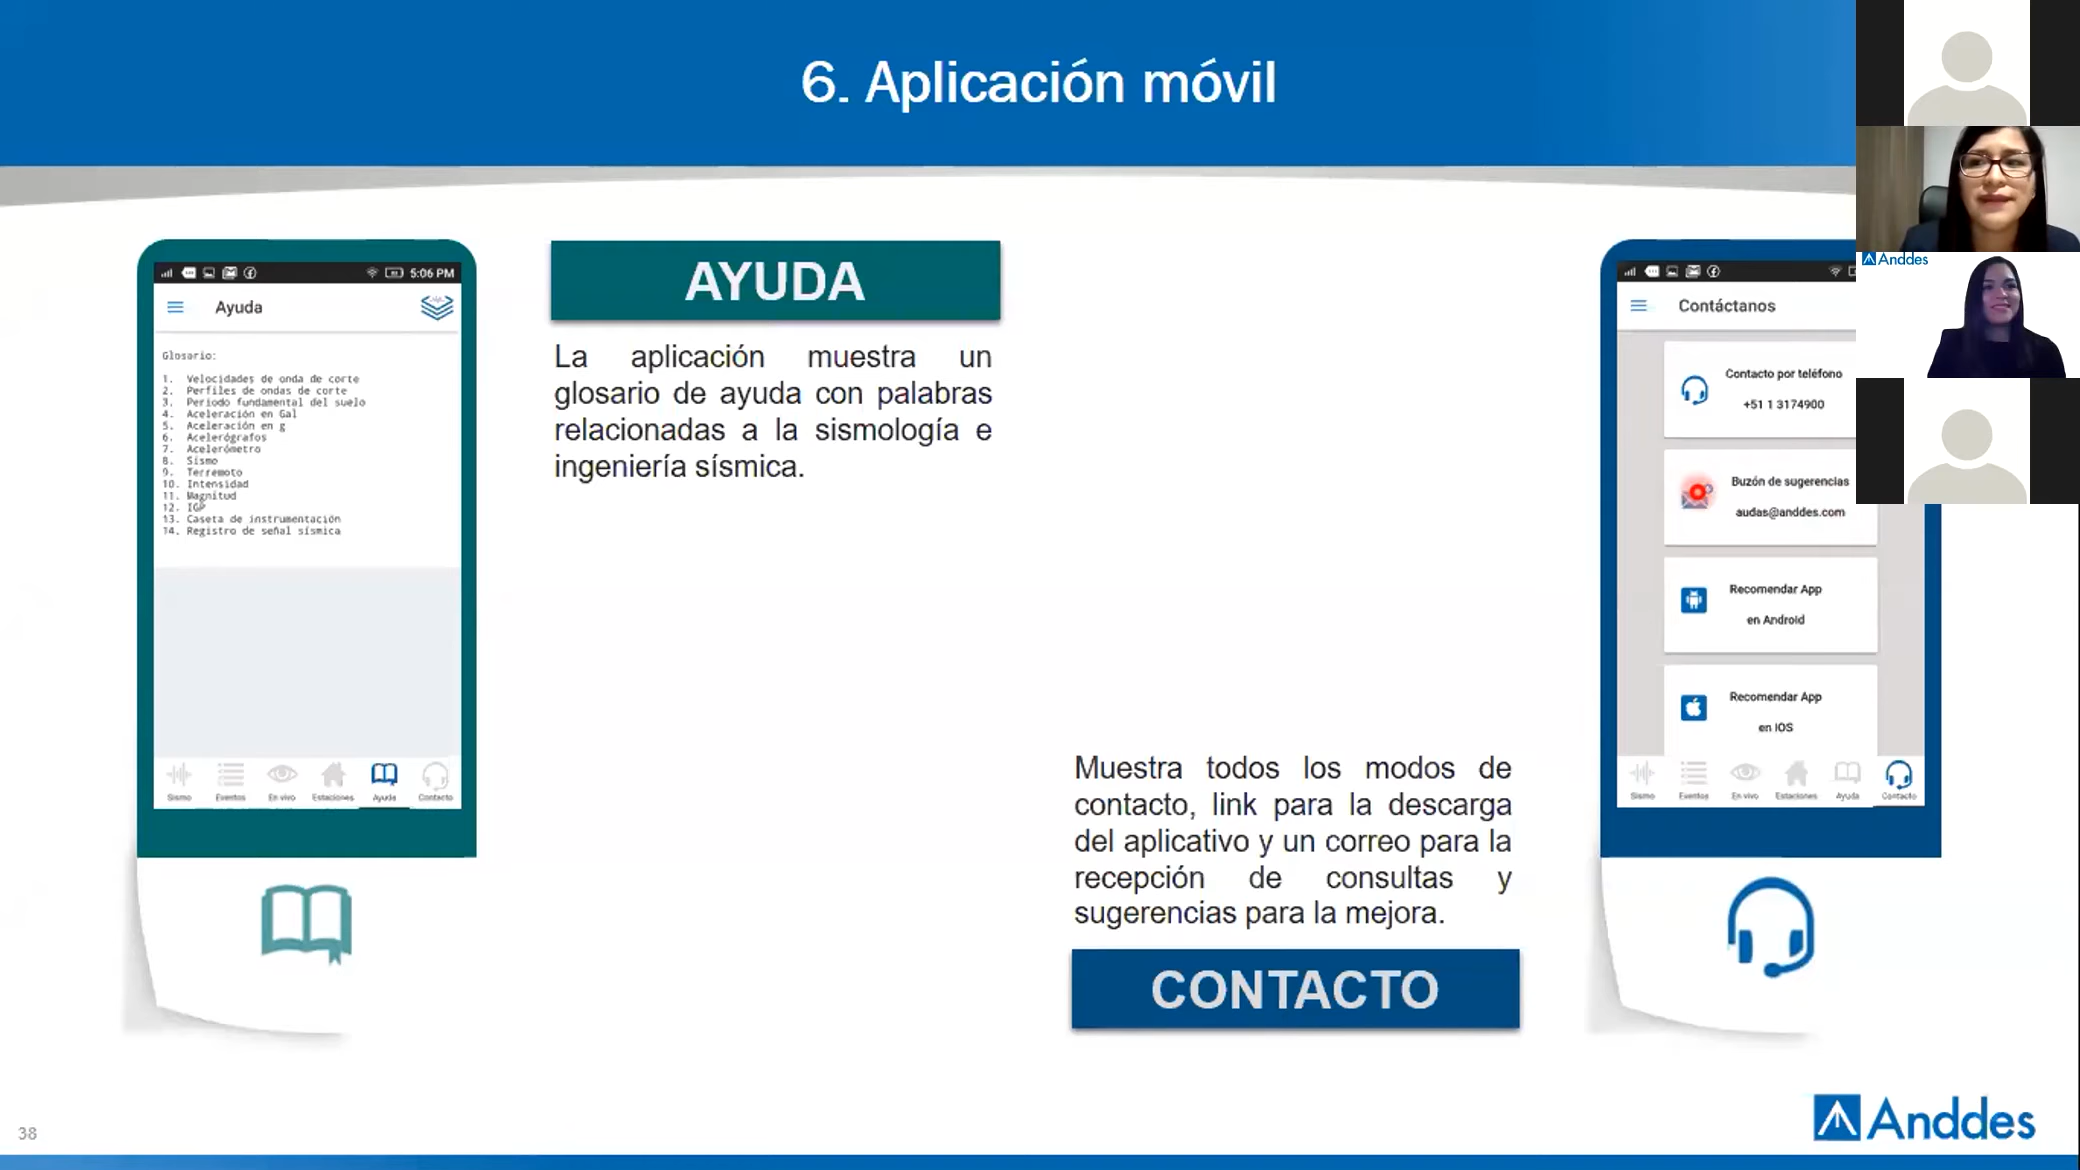 6. Aplicación móvil
5:06 PM
Ayuda
Glosario:
1. Velocidades de onda de corte
2. Perfiles de ondas de corte
3. Periodo fundamental del suelo
4. Aceleración en Gal
5. Aceleración en g
6. Acelerógrafos
7. Acelerómetro
8. Sismo
9. Terremoto
10. Intensidad
11. Magnitud
12. IGP
13. Caseta de instrumentación
14. Registro de señal sísmica
Sismo Eventos En vivo Estaciones Ayuda Contacto
AYUDA
La aplicación muestra un
glosario de ayuda con palabras
relacionadas a la sismología e
ingeniería sísmica.
Muestra todos los modos de
contacto, link para la descarga
del aplicativo y un correo para la
recepción de consultas y
sugerencias para la mejora.
CONTACTO
Contáctanos
Contacto por teléfono
+51 1 3174900
Buzón de sugerencias
audas@anddes.com
Recomendar App
en Android
Recomendar App
en IOS
Sismo Eventos En vivo Estaciones Ayuda Contacto
Anddes
Anddes
38